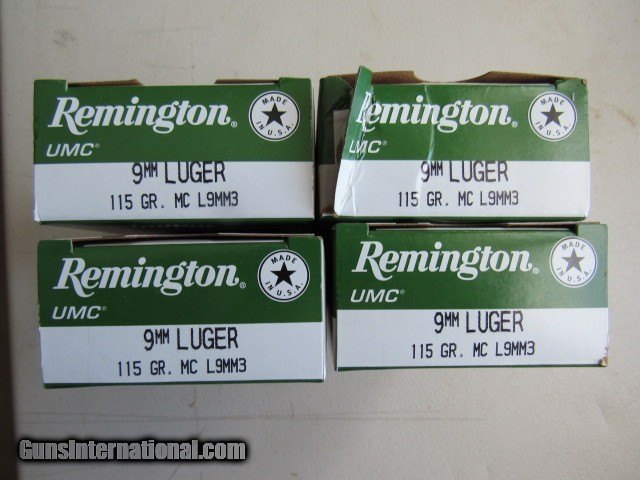 Remington®
MADE
IN U.S.A.
UMC®
9MM LUGER
115 GR. MC L9MM3
Remington®
MADE
IN U.S.A.
UMC®
9MM LUGER
115 GR. MC L9MM3
Remington®
MADE
IN U.S.A.
UMC®
9MM LUGER
115 GR. MC L9MM3
Remington®
MADE
IN U.S.A.
UMC®
9MM LUGER
115 GR. MC L9MM3
GunsInternational.com